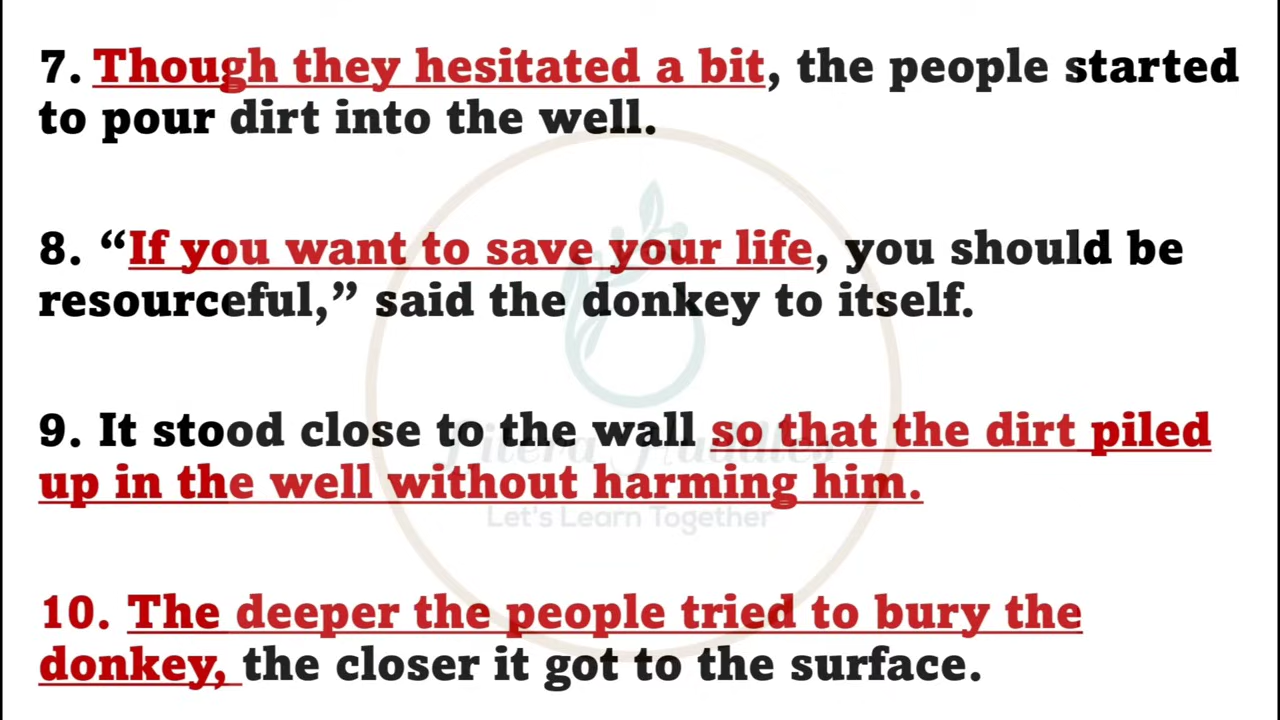 7. Though they hesitated a bit, the people started
to pour dirt into the well.
8. “If you want to save your life, you should be
resourceful,” said the donkey to itself.
9. It stood close to the wall so that the dirt piled
up in the well without harming him.
Let's Learn Together
10. The deeper the people tried to bury the
donkey, the closer it got to the surface.